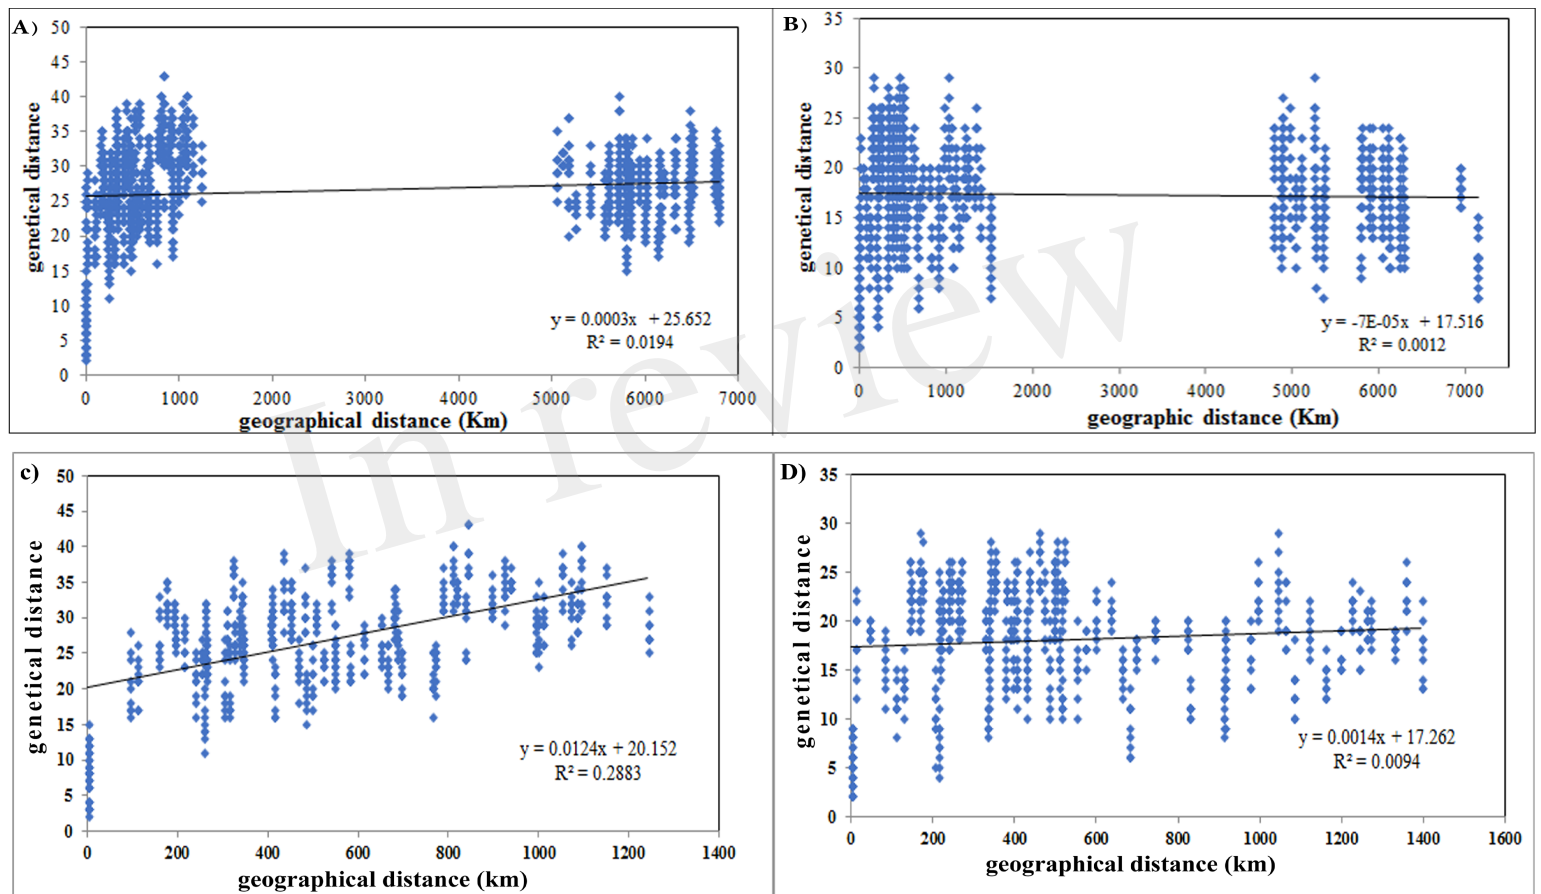 A)
50
45
40
35
30
25
20
15
10
5
0
genetical distance
y = 0.0003x + 25.652
R² = 0.0194
0 1000 2000 3000 4000 5000 6000 7000
geographical distance (Km)
B)
35
30
25
20
15
10
5
0
genetical distance
y = -7E-05x + 17.516
R² = 0.0012
0 1000 2000 3000 4000 5000 6000 7000
geographic distance (Km)
In review
c)
50
45
40
35
30
25
20
15
10
5
0
genetical distance
y = 0.0124x + 20.152
R² = 0.2883
0 200 400 600 800 1000 1200 1400
geographical distance (km)
D)
35
30
25
20
15
10
5
0
genetical distance
y = 0.0014x + 17.262
R² = 0.0094
0 200 400 600 800 1000 1200 1400 1600
geographical distance (km)